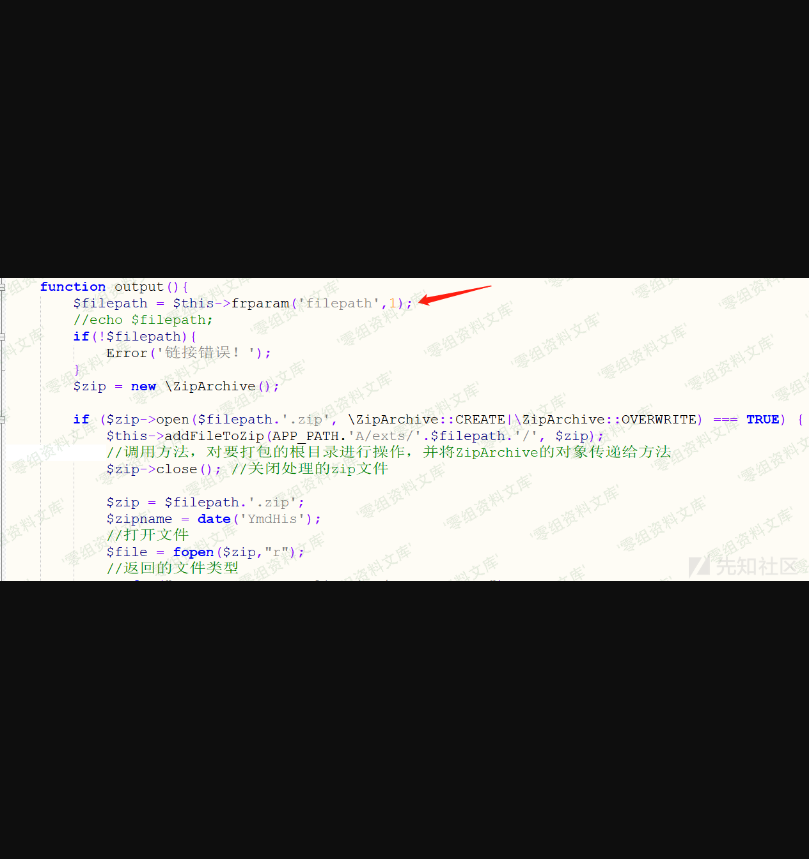 function output(){
$filepath = $this->frparam('filepath',1);
//echo $filepath;
if(!$filepath){
Error('链接错误！');
}
$zip = new \ZipArchive();
if ($zip->open($filepath.'.zip', \ZipArchive::CREATE|\ZipArchive::OVERWRITE) === TRUE) {
$this->addFileToZip(APP_PATH.'A/exts/'.$filepath.'/', $zip);
//调用方法，对要打包的根目录进行操作，并将ZipArchive的对象传递给方法
$zip->close(); //关闭处理的zip文件
$zip = $filepath.'.zip';
$zipname = date('YmdHis');
//打开文件
$file = fopen($zip,"r");
//返回的文件类型
先知社区
'零组资料文库'